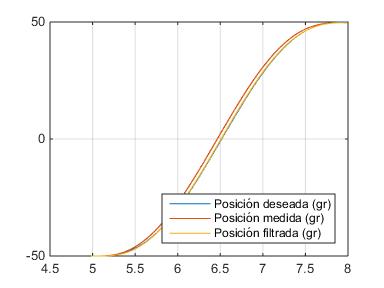 50
0
-50
4.5 5 5.5 6 6.5 7 7.5 8
Posición deseada (gr)
Posición medida (gr)
Posición filtrada (gr)